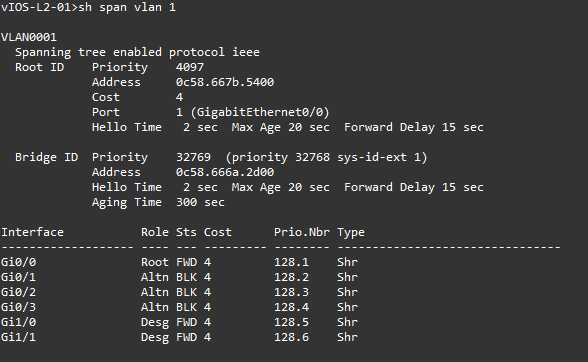 vIOS-L2-01>sh span vlan 1
VLAN0001
Spanning tree enabled protocol ieee
Root ID Priority 4097
Address 0c58.667b.5400
Cost 4
Port 1 (GigabitEthernet0/0)
Hello Time 2 sec Max Age 20 sec Forward Delay 15 sec
Bridge ID Priority 32769 (priority 32768 sys-id-ext 1)
Address 0c58.666a.2d00
Hello Time 2 sec Max Age 20 sec Forward Delay 15 sec
Aging Time 300 sec
Interface Role Sts Cost Prio.Nbr Type
------------------- ---- --- --------- -------- --------------------------------
Gi0/0 Root FWD 4 128.1 Shr
Gi0/1 Altn BLK 4 128.2 Shr
Gi0/2 Altn BLK 4 128.3 Shr
Gi0/3 Altn BLK 4 128.4 Shr
Gi1/0 Desg FWD 4 128.5 Shr
Gi1/1 Desg FWD 4 128.6 Shr